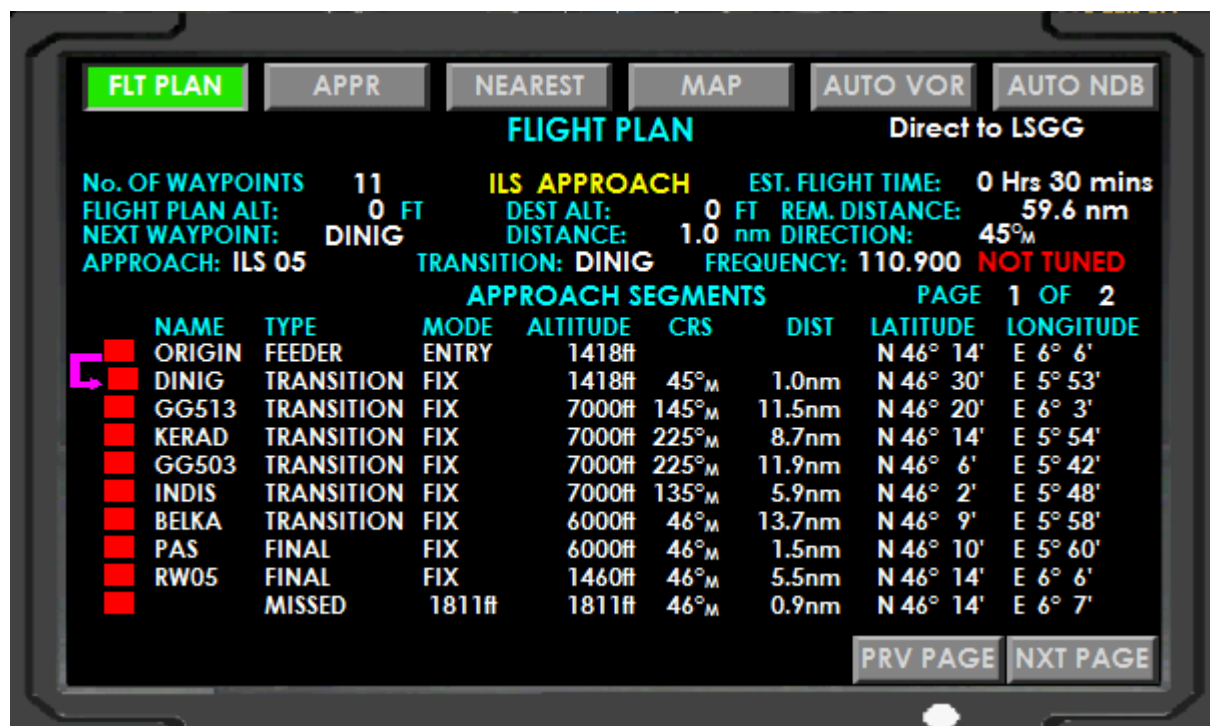 FLT PLAN APPR NEAREST MAP AUTO VOR AUTO NDB
FLIGHT PLAN Direct to LSGG
No. OF WAYPOINTS 11 ILS APPROACH EST. FLIGHT TIME: 0 Hrs 30 mins
FLIGHT PLAN ALT: 0 FT DEST ALT: 0 FT REM. DISTANCE: 59.6 nm
NEXT WAYPOINT: DINIG DISTANCE: 1.0 nm DIRECTION: 45°M
APPROACH: ILS 05 TRANSITION: DINIG FREQUENCY: 110.900 NOT TUNED
APPROACH SEGMENTS PAGE 1 OF 2
NAME TYPE MODE ALTITUDE CRS DIST LATITUDE LONGITUDE
ORIGIN FEEDER ENTRY 1418ft N 46° 14' E 6° 6'
DINIG TRANSITION FIX 1418ft 45°M 1.0nm N 46° 30' E 5° 53'
GG513 TRANSITION FIX 7000ft 145°M 11.5nm N 46° 20' E 6° 3'
KERAD TRANSITION FIX 7000ft 225°M 8.7nm N 46° 14' E 5° 54'
GG503 TRANSITION FIX 7000ft 225°M 11.9nm N 46° 6' E 5° 42'
INDIS TRANSITION FIX 7000ft 135°M 5.9nm N 46° 2' E 5° 48'
BELKA TRANSITION FIX 6000ft 46°M 13.7nm N 46° 9' E 5° 58'
PAS FINAL FIX 6000ft 46°M 1.5nm N 46° 10' E 5° 60'
RW05 FINAL FIX 1460ft 46°M 5.5nm N 46° 14' E 6° 6'
MISSED 1811ft 1811ft 46°M 0.9nm N 46° 14' E 6° 7'
PRV PAGE NXT PAGE